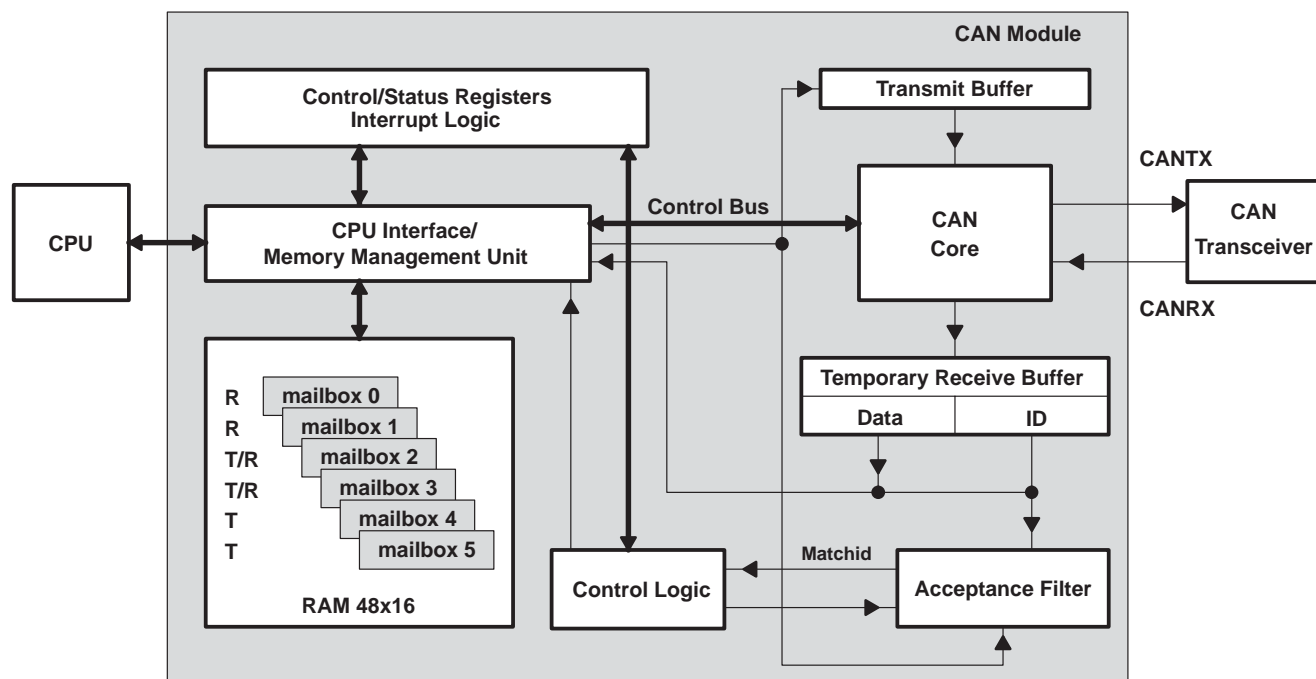 CAN Module
Control/Status Registers
Interrupt Logic
Transmit Buffer
CANTX
CPU
CPU Interface/
Memory Management Unit
Control Bus
CAN
Core
CAN
Transceiver
CANRX
R mailbox 0
R mailbox 1
T/R mailbox 2
T/R mailbox 3
T mailbox 4
T mailbox 5
RAM 48x16
Temporary Receive Buffer
Data ID
Matchid
Control Logic
Acceptance Filter